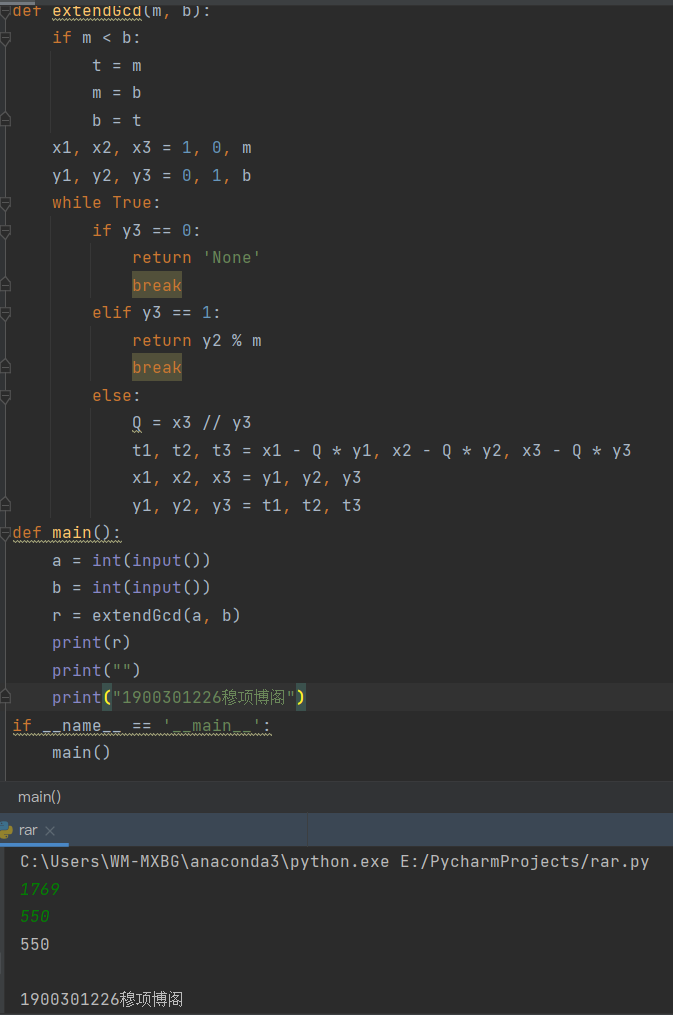 def extendGcd(m, b):
    if m < b:
        t = m
        m = b
        b = t
    x1, x2, x3 = 1, 0, m
    y1, y2, y3 = 0, 1, b
    while True:
        if y3 == 0:
            return 'None'
            break
        elif y3 == 1:
            return y2 % m
            break
        else:
            Q = x3 // y3
            t1, t2, t3 = x1 - Q * y1, x2 - Q * y2, x3 - Q * y3
            x1, x2, x3 = y1, y2, y3
            y1, y2, y3 = t1, t2, t3
def main():
    a = int(input())
    b = int(input())
    r = extendGcd(a, b)
    print(r)
    print("")
    print("1900301226穆项博阁")
if __name__ == '__main__':
    main()
main()
rar
C:\Users\WM-MXBG\anaconda3\python.exe E:/PycharmProjects/rar.py
1769
550
550
1900301226穆项博阁